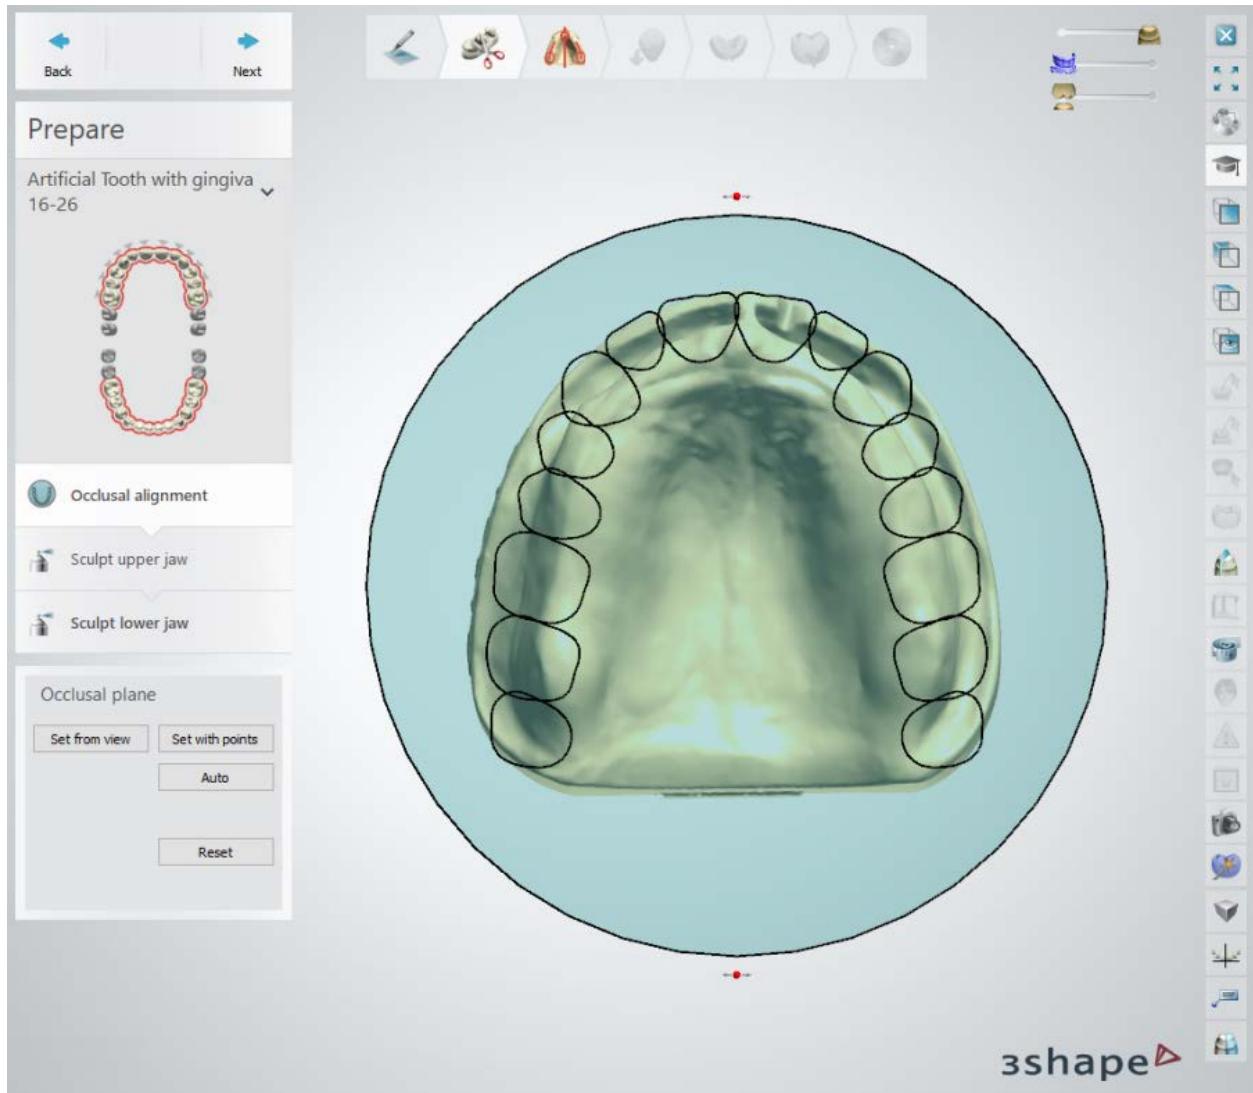 Back
Next
Prepare
Artificial Tooth with gingiva
16-26
Occlusal alignment
Sculpt upper jaw
Sculpt lower jaw
Occlusal plane
Set from view
Set with points
Auto
Reset
3shape